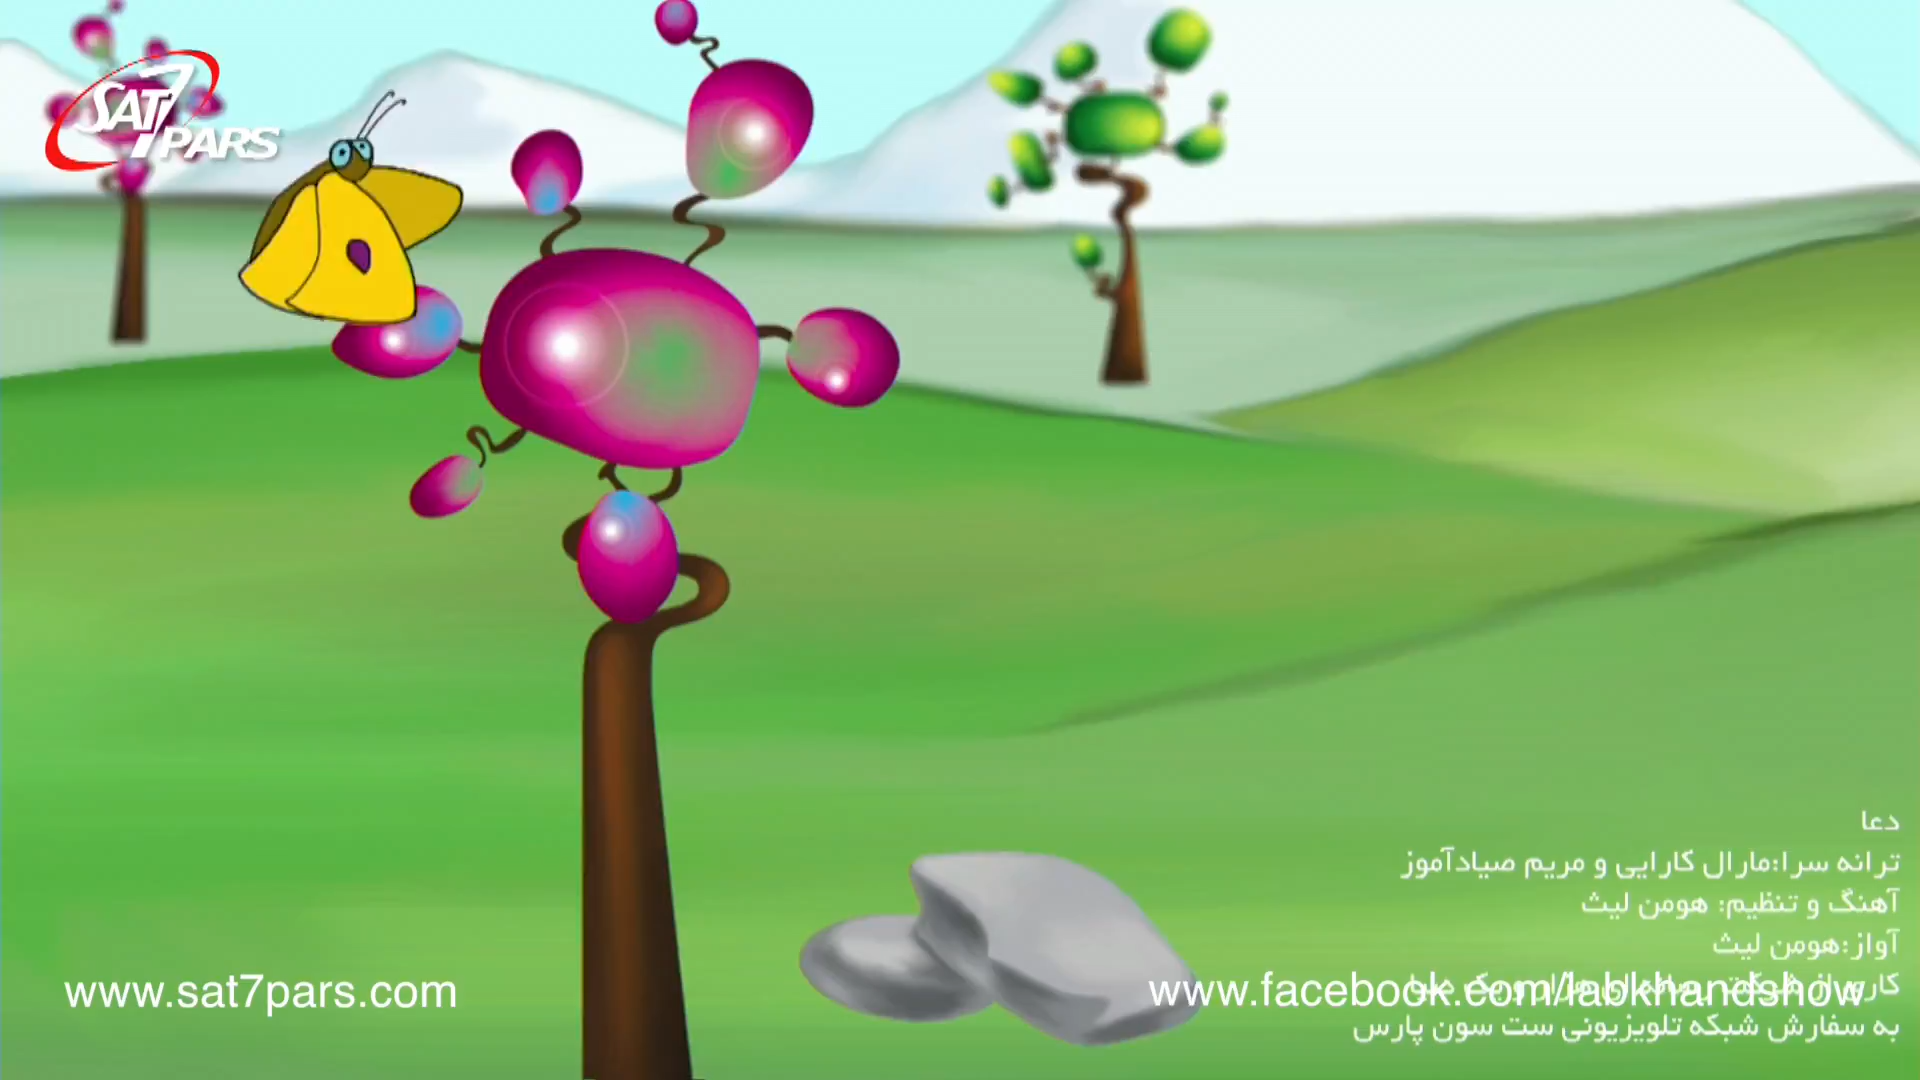 SAT7
PARS
دعا
ترانه سرا:مارال کارایی و مریم صیادآموز
آهنگ و تنظیم: هومن لیث
آواز:هومن لیث
www.sat7pars.com
www.facebook.com/labkhandshow
به سفارش شبکه تلویزیونی ست سون پارس